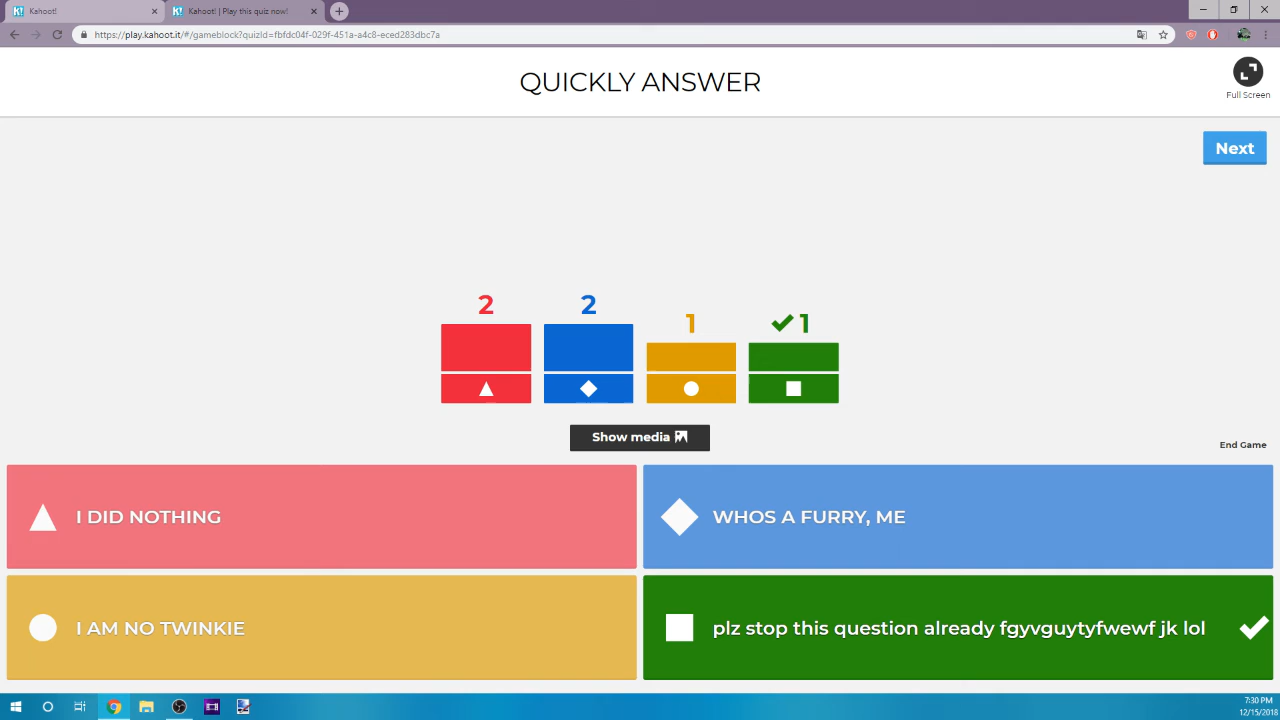 Kahoot!
Kahoot! | Play this quiz now!
https://play.kahoot.it/#/gameblock?quizId=fbfdc04f-029f-451a-a4c8-eced283dbc7a
QUICKLY ANSWER
Full Screen
Next
2
2
1
1
Show media
End Game
I DID NOTHING
WHOS A FURRY, ME
I AM NO TWINKIE
plz stop this question already fgyvguytyfwewf jk lol
7:30 PM
12/15/2018